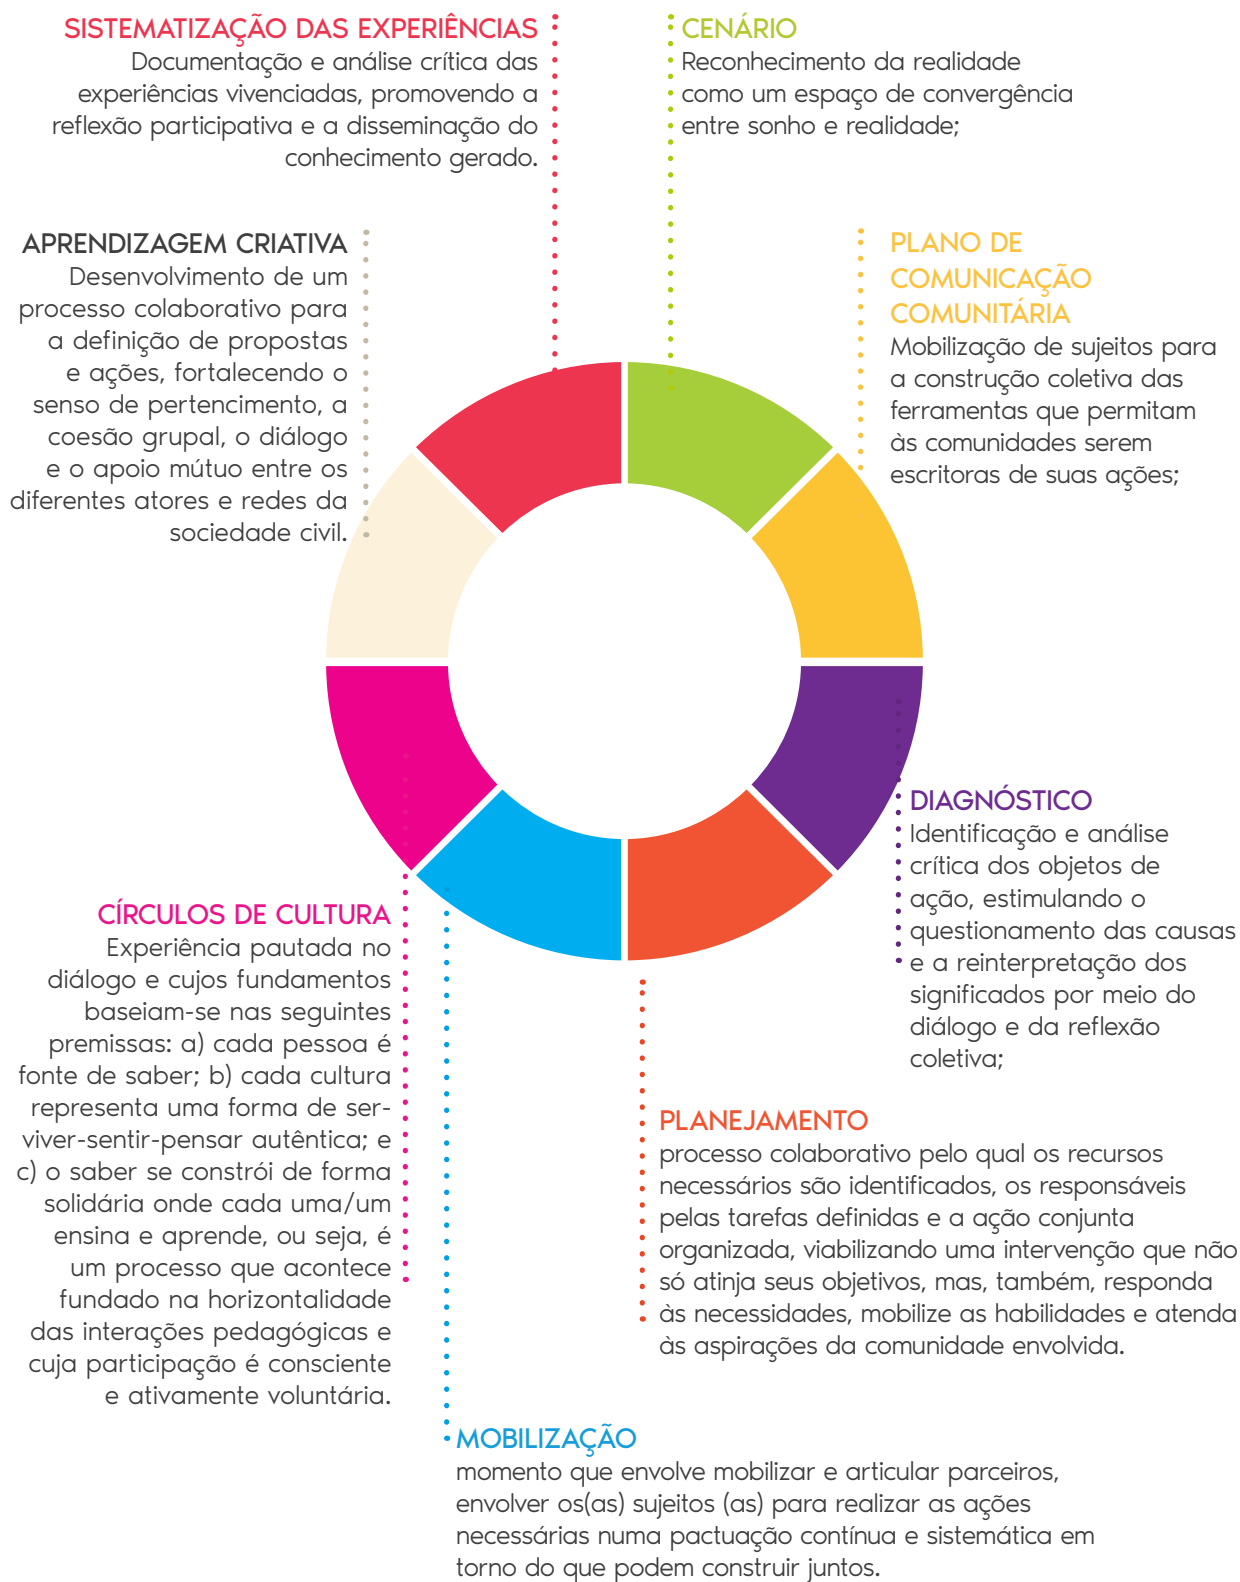 SISTEMATIZAÇÃO DAS EXPERIÊNCIAS
Documentação e análise crítica das
experiências vivenciadas, promovendo a
reflexão participativa e a disseminação do
conhecimento gerado.
CENÁRIO
Reconhecimento da realidade
como um espaço de convergência
entre sonho e realidade;
APRENDIZAGEM CRIATIVA
Desenvolvimento de um
processo colaborativo para
a definição de propostas
e ações, fortalecendo o
senso de pertencimento, a
coesão grupal, o diálogo
e o apoio mútuo entre os
diferentes atores e redes da
sociedade civil.
PLANO DE
COMUNICAÇÃO
COMUNITÁRIA
Mobilização de sujeitos para
a construção coletiva das
ferramentas que permitam
às comunidades serem
escritoras de suas ações;
DIAGNÓSTICO
Identificação e análise
crítica dos objetos de
ação, estimulando o
questionamento das causas
e a reinterpretação dos
significados por meio do
diálogo e da reflexão
coletiva;
CÍRCULOS DE CULTURA
Experiência pautada no
diálogo e cujos fundamentos
baseiam-se nas seguintes
premissas: a) cada pessoa é
fonte de saber; b) cada cultura
representa uma forma de ser-
viver-sentir-pensar autêntica; e
c) o saber se constrói de forma
solidária onde cada uma/um
ensina e aprende, ou seja, é
um processo que acontece
fundado na horizontalidade
das interações pedagógicas e
cuja participação é consciente
e ativamente voluntária.
PLANEJAMENTO
processo colaborativo pelo qual os recursos
necessários são identificados, os responsáveis
pelas tarefas definidas e a ação conjunta
organizada, viabilizando uma intervenção que não
só atinja seus objetivos, mas, também, responda
às necessidades, mobilize as habilidades e atenda
às aspirações da comunidade envolvida.
MOBILIZAÇÃO
momento que envolve mobilizar e articular parceiros,
envolver os(as) sujeitos (as) para realizar as ações
necessárias numa pactuação contínua e sistemática em
torno do que podem construir juntos.